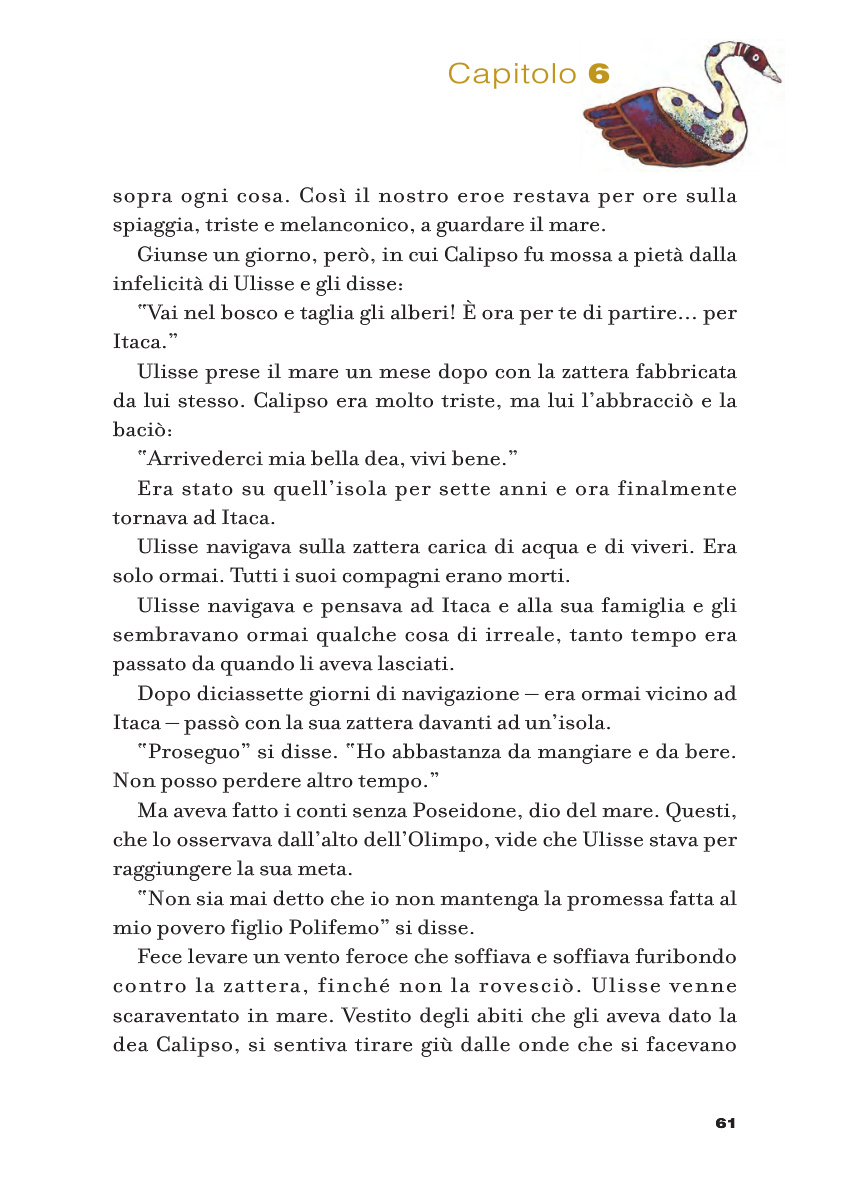 Capitolo 6
sopra ogni cosa. Così il nostro eroe restava per ore sulla
spiaggia, triste e melanconico, a guardare il mare.
Giunse un giorno, però, in cui Calipso fu mossa a pietà dalla
infelicità di Ulisse e gli disse:
‟Vai nel bosco e taglia gli alberi! È ora per te di partire... per
Itaca.”
Ulisse prese il mare un mese dopo con la zattera fabbricata
da lui stesso. Calipso era molto triste, ma lui l’abbracciò e la
baciò:
‟Arrivederci mia bella dea, vivi bene.”
Era stato su quell’isola per sette anni e ora finalmente
tornava ad Itaca.
Ulisse navigava sulla zattera carica di acqua e di viveri. Era
solo ormai. Tutti i suoi compagni erano morti.
Ulisse navigava e pensava ad Itaca e alla sua famiglia e gli
sembravano ormai qualche cosa di irreale, tanto tempo era
passato da quando li aveva lasciati.
Dopo diciassette giorni di navigazione — era ormai vicino ad
Itaca — passò con la sua zattera davanti ad un’isola.
‟Proseguo” si disse. ‟Ho abbastanza da mangiare e da bere.
Non posso perdere altro tempo.”
Ma aveva fatto i conti senza Poseidone, dio del mare. Questi,
che lo osservava dall’alto dell’Olimpo, vide che Ulisse stava per
raggiungere la sua meta.
‟Non sia mai detto che io non mantenga la promessa fatta al
mio povero figlio Polifemo” si disse.
Fece levare un vento feroce che soffiava e soffiava furibondo
contro la zattera, finché non la rovesciò. Ulisse venne
scaraventato in mare. Vestito degli abiti che gli aveva dato la
dea Calipso, si sentiva tirare giù dalle onde che si facevano
61